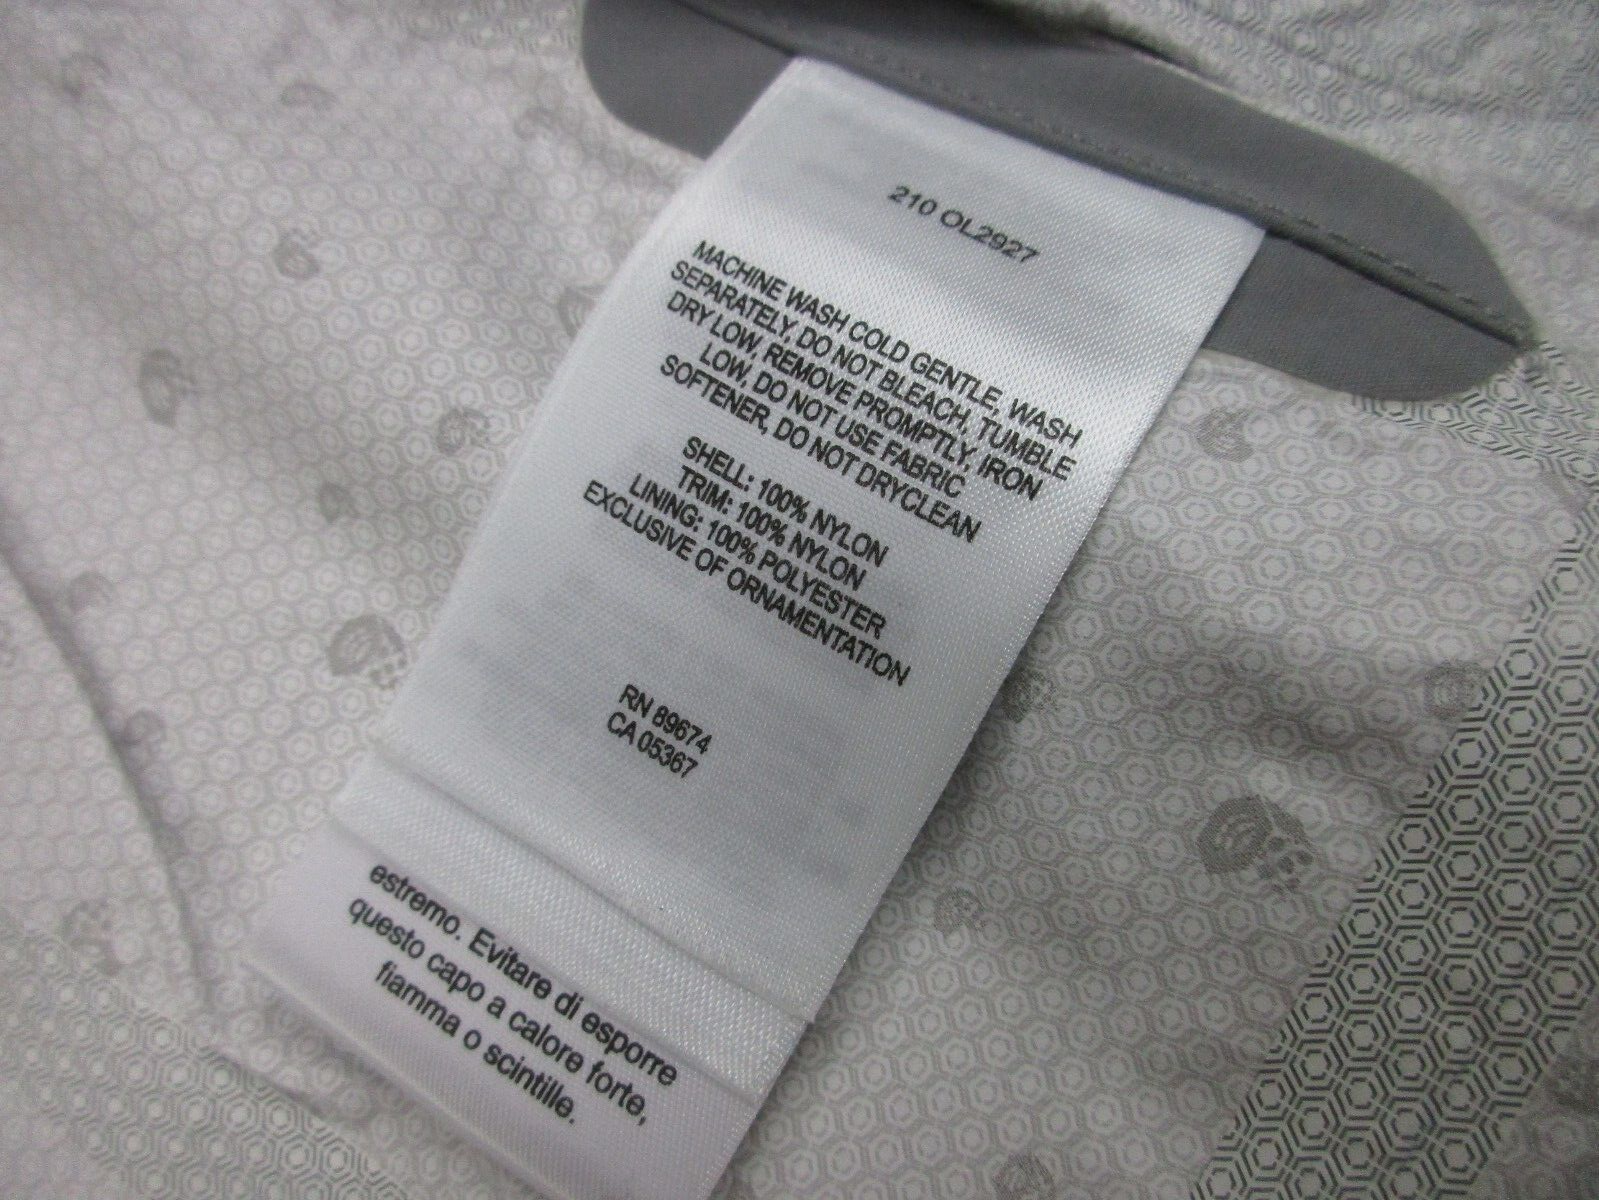 210 OL2927
MACHINE WASH COLD GENTLE, WASH
SEPARATELY, DO NOT BLEACH, TUMBLE
DRY LOW, REMOVE PROMPTLY, IRON
LOW, DO NOT USE FABRIC
SOFTENER, DO NOT DRYCLEAN
SHELL: 100% NYLON
TRIM: 100% NYLON
LINING: 100% POLYESTER
EXCLUSIVE OF ORNAMENTATION
RN 89674
CA 05367
estremo. Evitare di esporre
questo capo a calore forte,
fiamma o scintille.